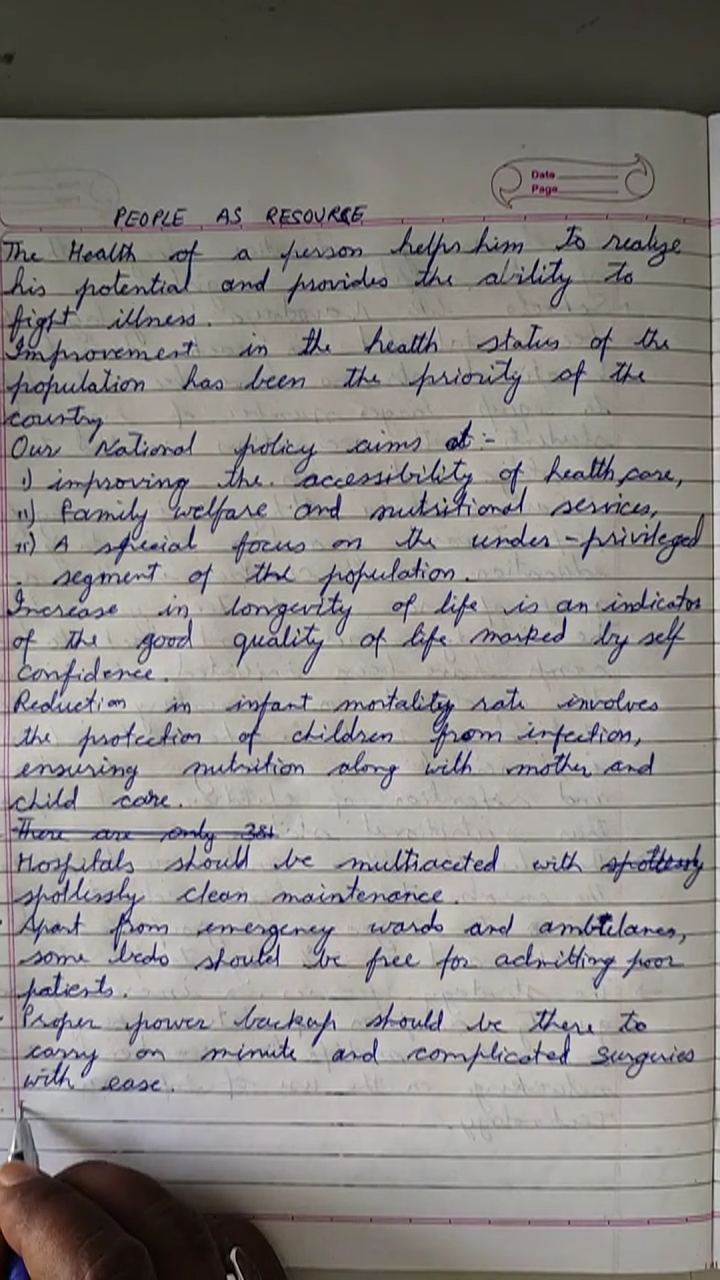 Date
Page
PEOPLE AS RESOURCE
The Health of a person helps him to realize
his potential and provides the ability to
fight illness.
Improvement in the health status of the
population has been the priority of the
country
Our National policy aims at :-
i) improving the accessibility of health care,
ii) family welfare and nutritional services,
iii) A special focus on the under-privileged
segment of the population.
Increase in longevity of life is an indicator
of the good quality of life marked by self
confidence.
Reduction in infant mortality rate involves
the protection of children from infection,
ensuring nutrition along with mother and
child care.
There are only 381
Hospitals should be multiaceted with spotlessly
spotlessly clean maintenance.
Apart from emergency wards and
some beds should be free for admitting poor
patients.
Proper power backup should be there to
carry on minute and complicated surgeries
with ease.